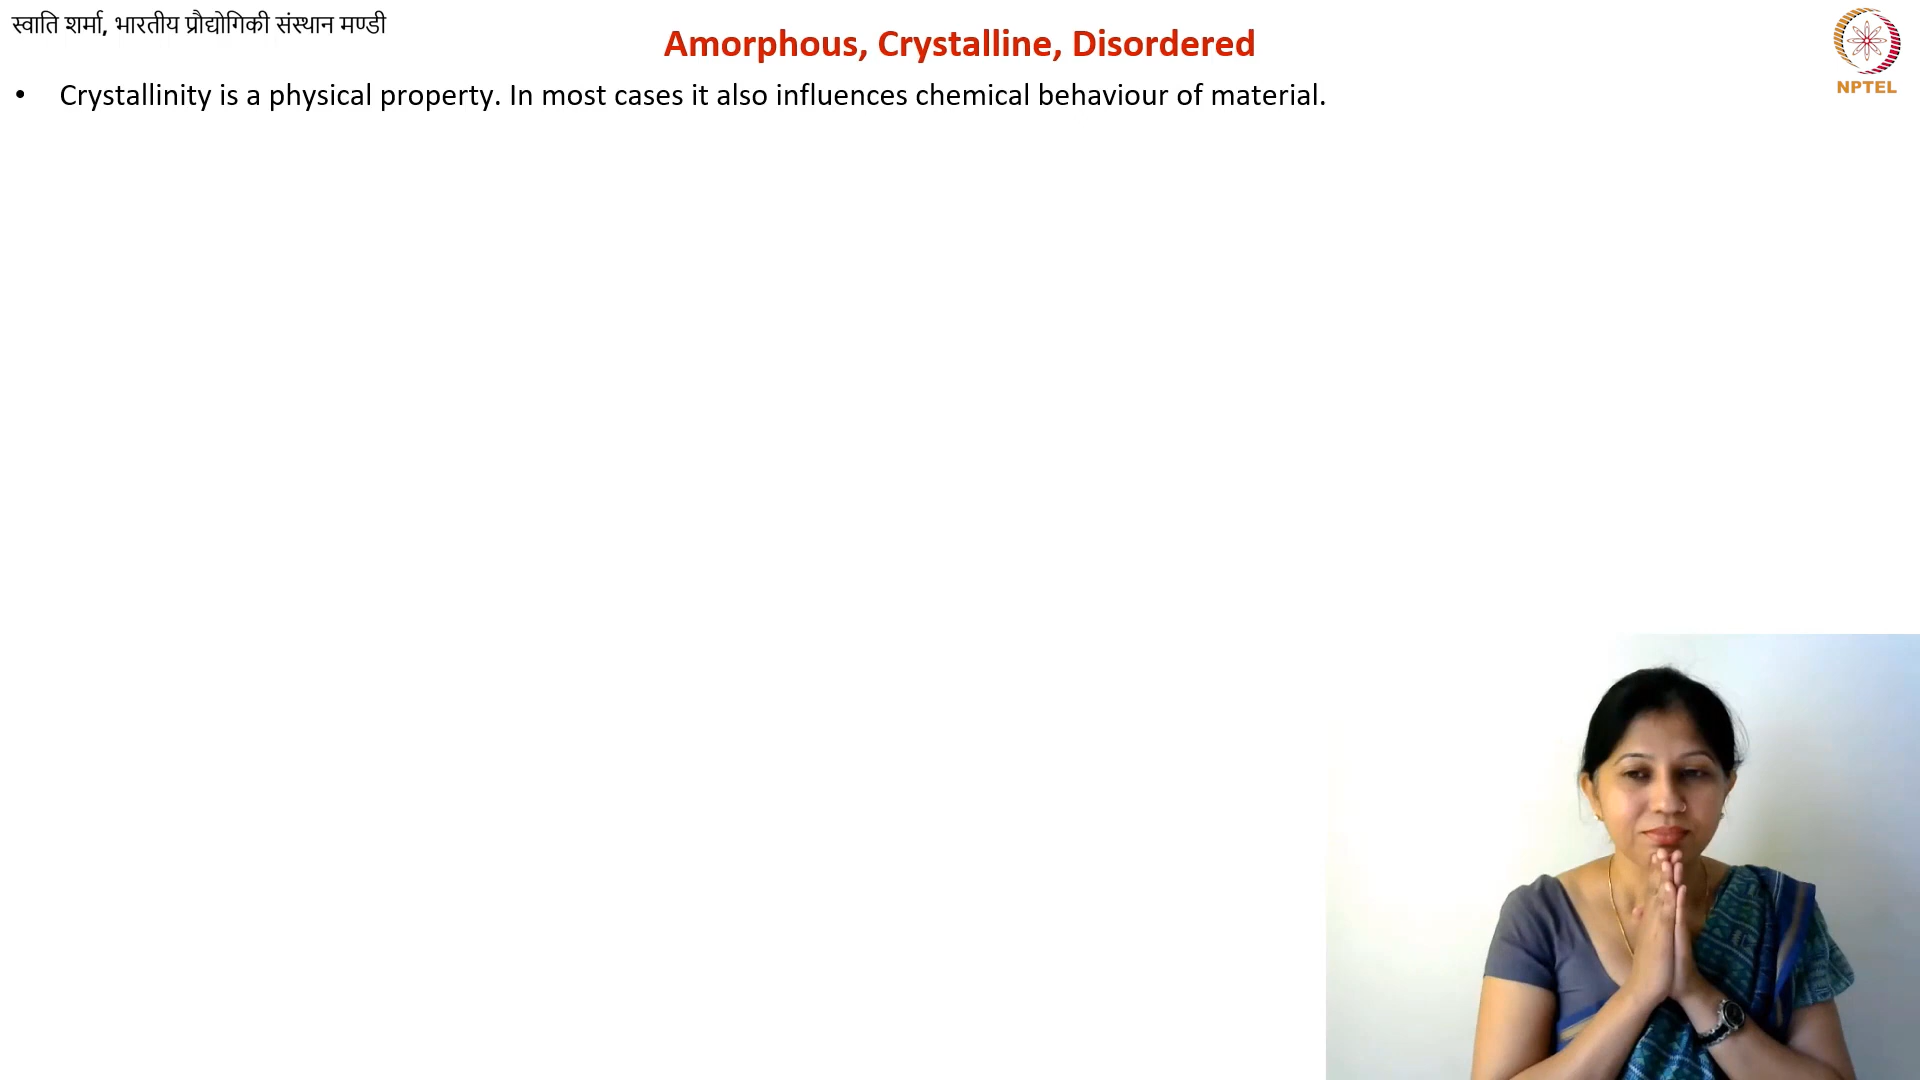 स्वाति शर्मा, भारतीय प्रौद्योगिकी संस्थान मण्डी
Amorphous, Crystalline, Disordered
NPTEL
• Crystallinity is a physical property. In most cases it also influences chemical behaviour of material.